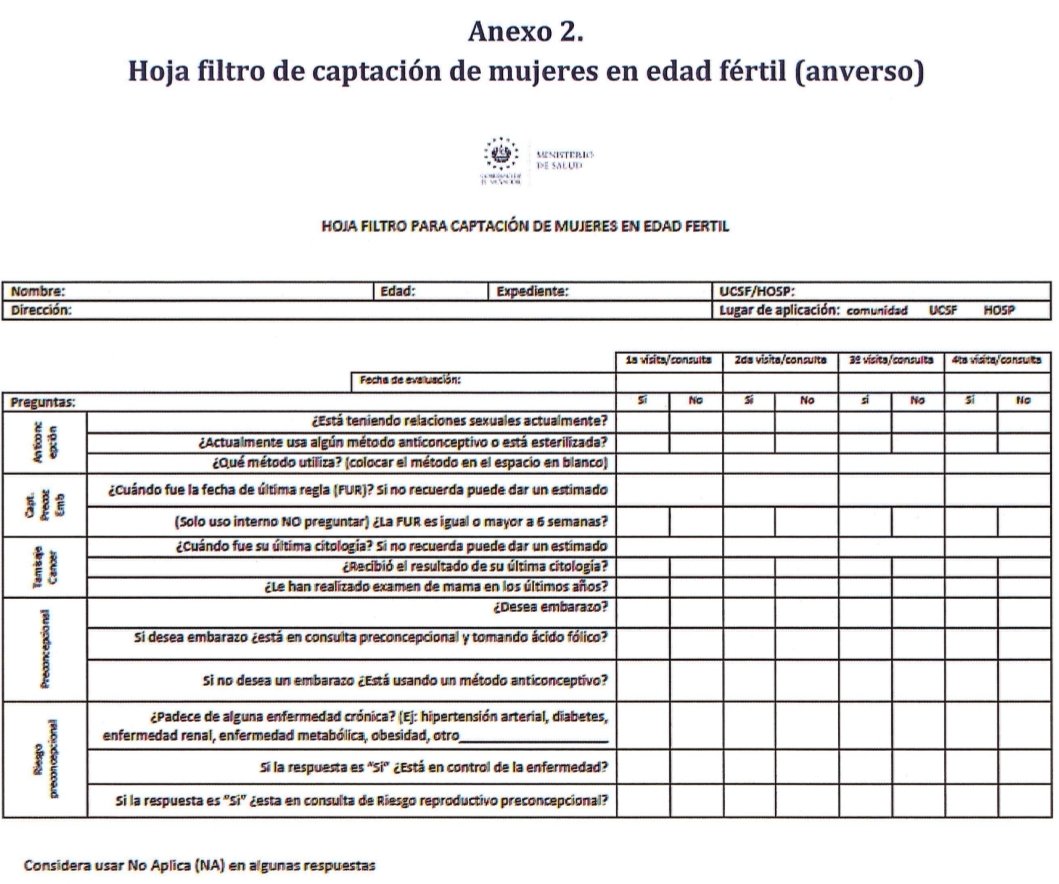 Anexo 2.
Hoja filtro de captación de mujeres en edad fértil (anverso)
MINISTERIO
DE SALUD
GOBIERNO DE
EL SALVADOR
HOJA FILTRO PARA CAPTACIÓN DE MUJERES EN EDAD FERTIL
Nombre: Edad: Expediente: UCSF/HOSP:
Dirección: Lugar de aplicación: comunidad UCSF HOSP
1a visita/consulta 2da visita/consulta 3ª visita/consulta 4ta visita/consulta
Fecha de evaluación:
Preguntas: Sí No Sí No sí No Sí No
Anticonc
epción
¿Está teniendo relaciones sexuales actualmente?
¿Actualmente usa algún método anticonceptivo o está esterilizada?
¿Qué método utiliza? (colocar el método en el espacio en blanco)
Capt.
Precoz
Emb
¿Cuándo fue la fecha de última regla (FUR)? Si no recuerda puede dar un estimado
(Solo uso interno NO preguntar) ¿La FUR es igual o mayor a 6 semanas?
Tamisaje
Cancer
¿Cuándo fue su última citología? Si no recuerda puede dar un estimado
¿Recibió el resultado de su última citología?
¿Le han realizado examen de mama en los últimos años?
Preconcepcional
¿Desea embarazo?
Si desea embarazo ¿está en consulta preconcepcional y tomando ácido fólico?
Si no desea un embarazo ¿Está usando un método anticonceptivo?
Riesgo
preconcepcional
¿Padece de alguna enfermedad crónica? (Ej: hipertensión arterial, diabetes,
enfermedad renal, enfermedad metabólica, obesidad, otro____________________
Si la respuesta es "Sí" ¿Está en control de la enfermedad?
Si la respuesta es "Sí" ¿esta en consulta de Riesgo reproductivo preconcepcional?
Considera usar No Aplica (NA) en algunas respuestas